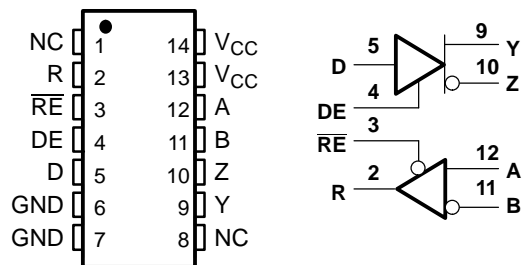 NC 1 14 VCC
R 2 13 VCC
RE 3 12 A
DE 4 11 B
D 5 10 Z
GND 6 9 Y
GND 7 8 NC
5 9
D Y
10
4 Z
DE
3
RE
12
2 A
R 11
B